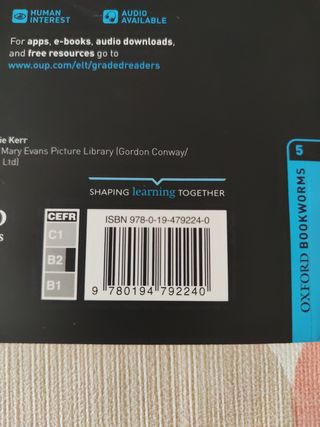 HUMAN INTEREST
AUDIO AVAILABLE
For apps, e-books, audio downloads,
and free resources go to
www.oup.com/elt/gradedreaders
ie Kerr
Mary Evans Picture Library (Gordon Conway/
Ltd)
SHAPING learning TOGETHER
CEFR
C1
B2
B1
ISBN 978-0-19-479224-0
9 780194 792240
5
OXFORD BOOKWORMS